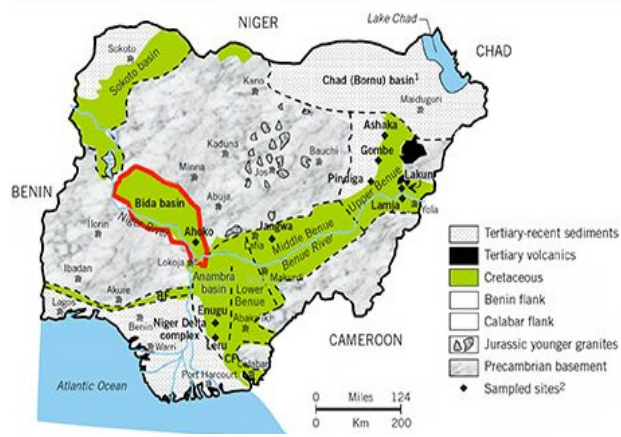 NIGER
Lake Chad
CHAD
Sokoto
Sokoto basin
Kano
Chad (Bornu) basin¹
Maiduguri
Ashaka
Kaduna
Gombe
Bauchi
Jos
Minna
Pindiga
Lakun
Upper Benue
Lamja
Yola
BENIN
Bida basin
Abuja
Niger River
Ilorin
Ahoko
Jangwa
Lafia
Middle Benue
Benue River
Lokoja
Makurdi
Ibadan
Anambra
basin
Lower
Benue
Akure
Lagos
Enugu
Benin
Niger Delta
complex
Warri
Leru
CF
Calabar
Port Harcourt
CAMEROON
Atlantic Ocean
Tertiary-recent sediments
Tertiary volcanics
Cretaceous
Benin flank
Calabar flank
Jurassic younger granites
Precambrian basement
Sampled sites²
0 Miles 124
0 Km 200